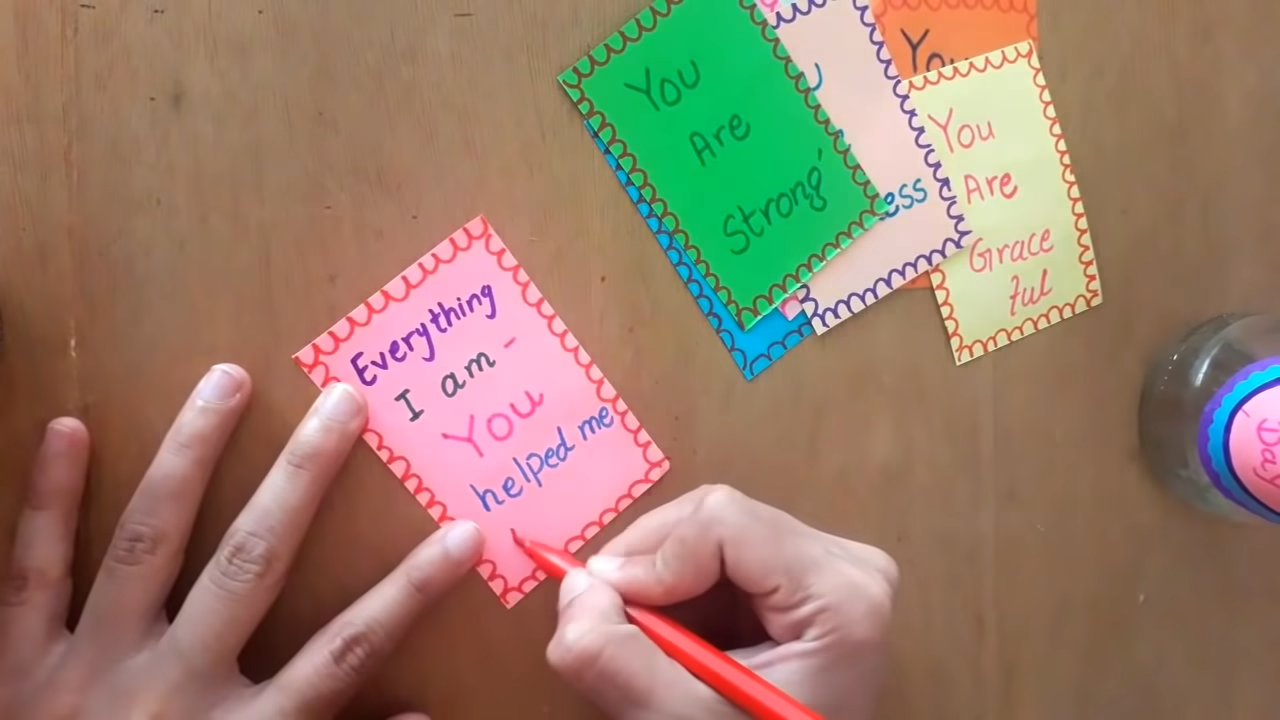 Everything
I am -
You
helped me
You
Are
Strong
ess
You
You
Are
Grace
ful
Day